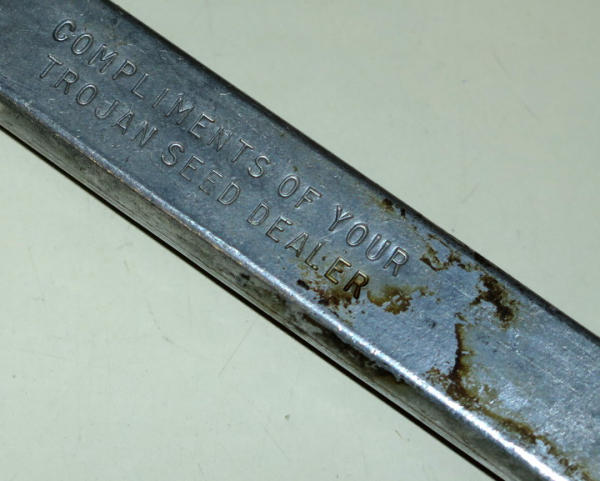 COMPLIMENTS OF YOUR
TROJAN SEED DEALER